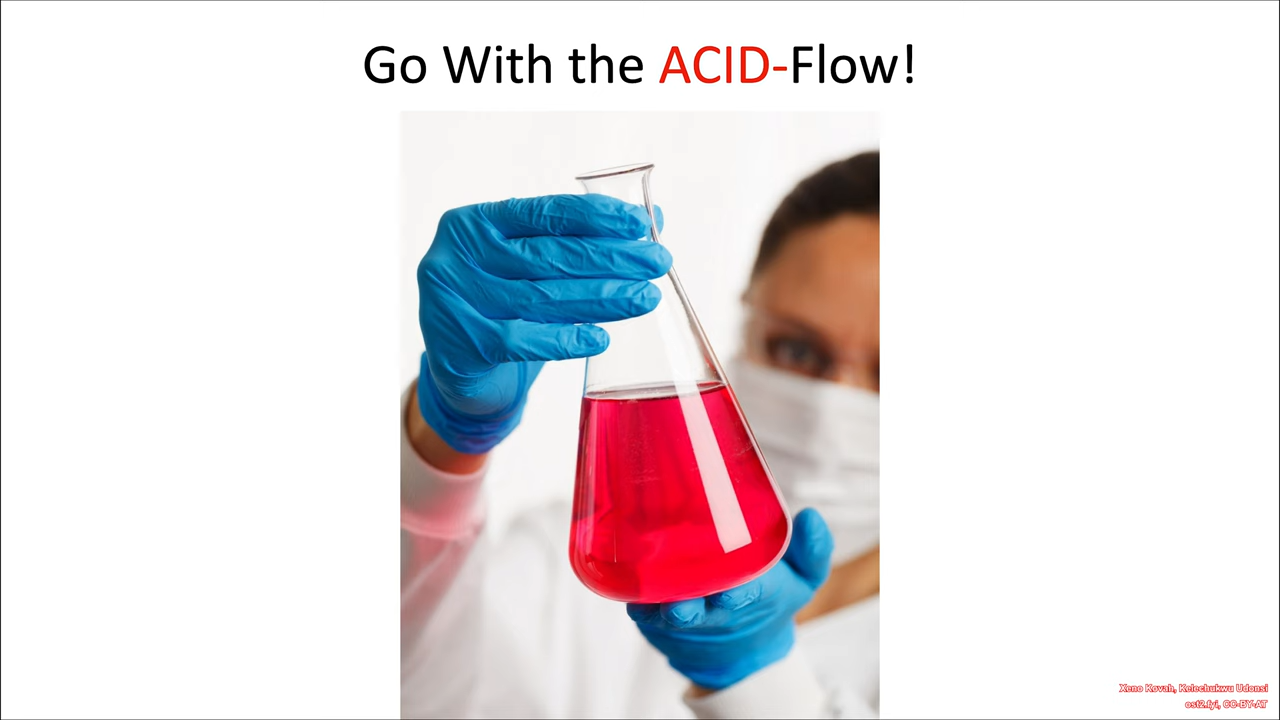 Go With the ACID-Flow!
Xeno Kovah, Kelechukwu Udonsi
ost2.fyi, CC-BY-AT